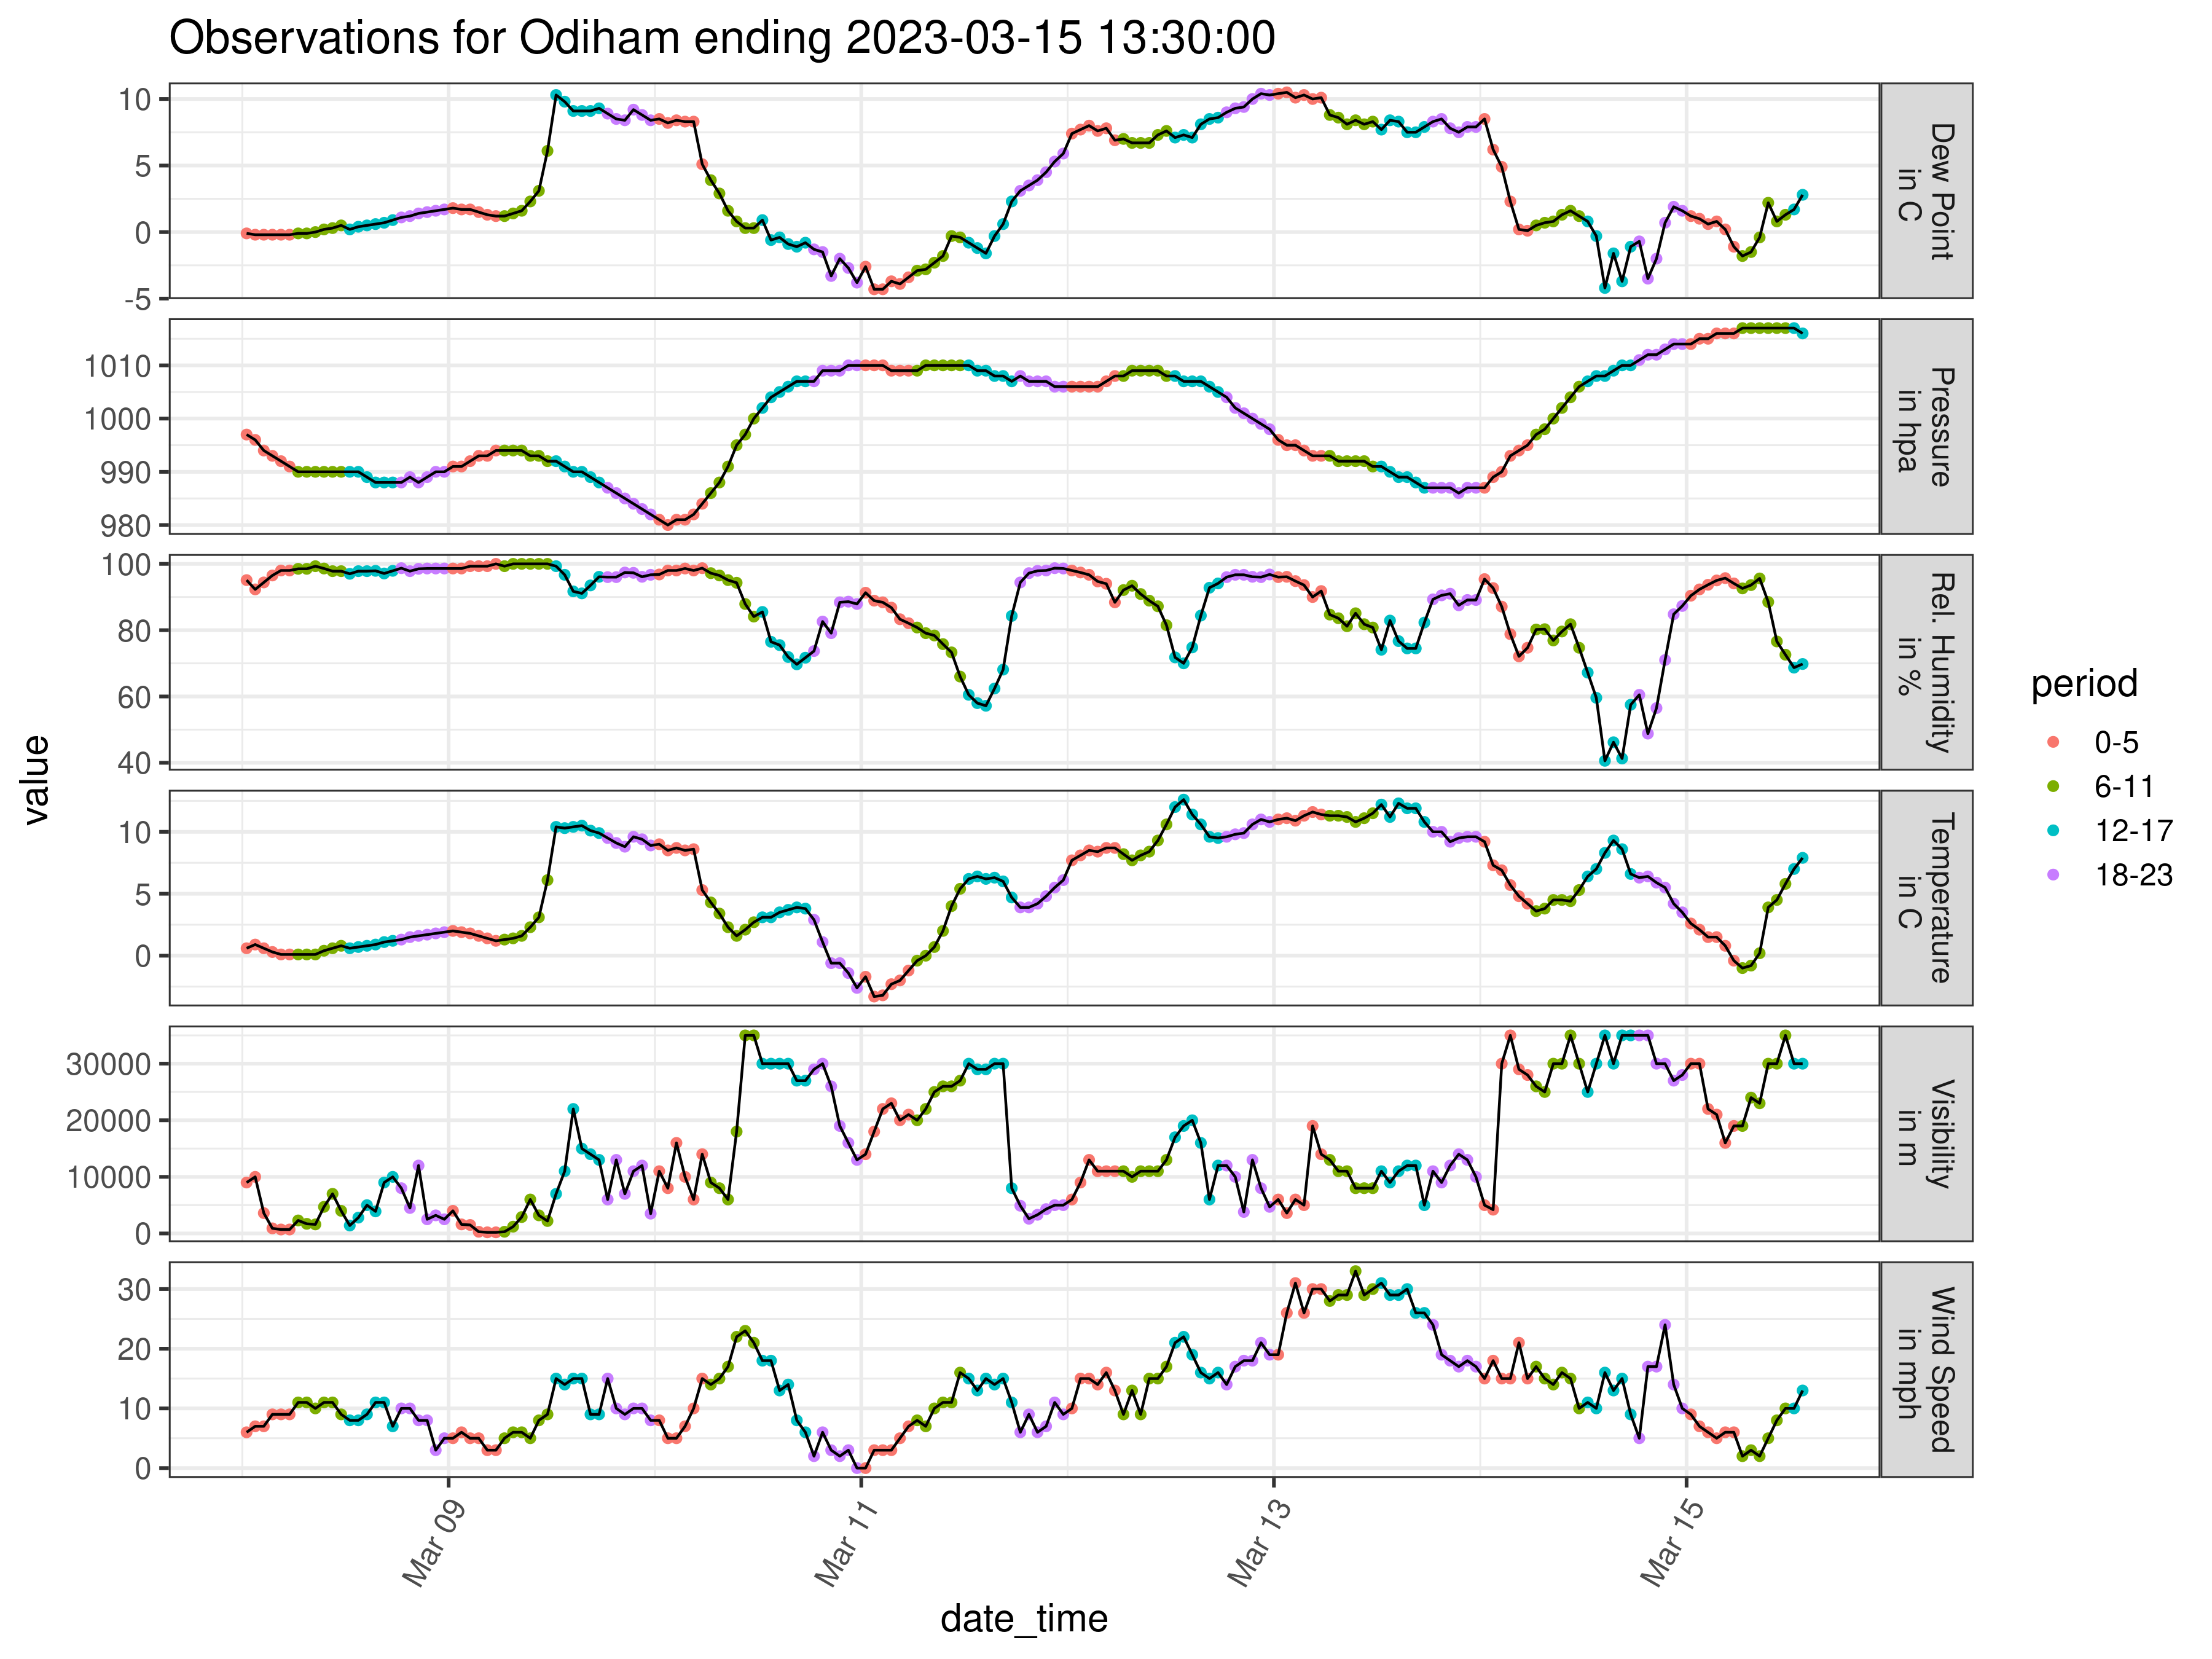 Observations for Odiham ending 2023-03-15 13:30:00
value
10
5
0
-5
Dew Point
in C
1010
1000
990
980
Pressure
in hpa
100
80
60
40
Rel. Humidity
in %
10
5
0
Temperature
in C
30000
20000
10000
0
Visibility
in m
30
20
10
0
Wind Speed
in mph
Mar 09
Mar 11
Mar 13
Mar 15
date_time
period
0-5
6-11
12-17
18-23